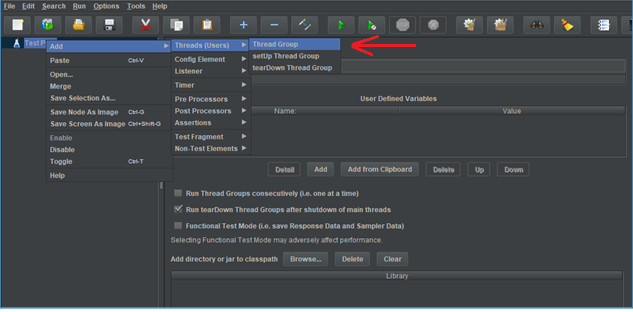 File Edit Search Run Options Tools Help
Test P
Add
Paste Ctrl-V
Open...
Merge
Save Selection As...
Save Node As Image Ctrl-G
Save Screen As Image Ctrl+Shift-G
Enable
Disable
Toggle Ctrl-T
Help
Threads (Users)
Config Element
Listener
Timer
Pre Processors
Post Processors
Assertions
Test Fragment
Non-Test Elements
Thread Group
setUp Thread Group
tearDown Thread Group
User Defined Variables
Name: Value
Detail Add Add from Clipboard Delete Up Down
Run Thread Groups consecutively (i.e. one at a time)
Run tearDown Thread Groups after shutdown of main threads
Functional Test Mode (i.e. save Response Data and Sampler Data)
Selecting Functional Test Mode may adversely affect performance.
Add directory or jar to classpath Browse... Delete Clear
Library